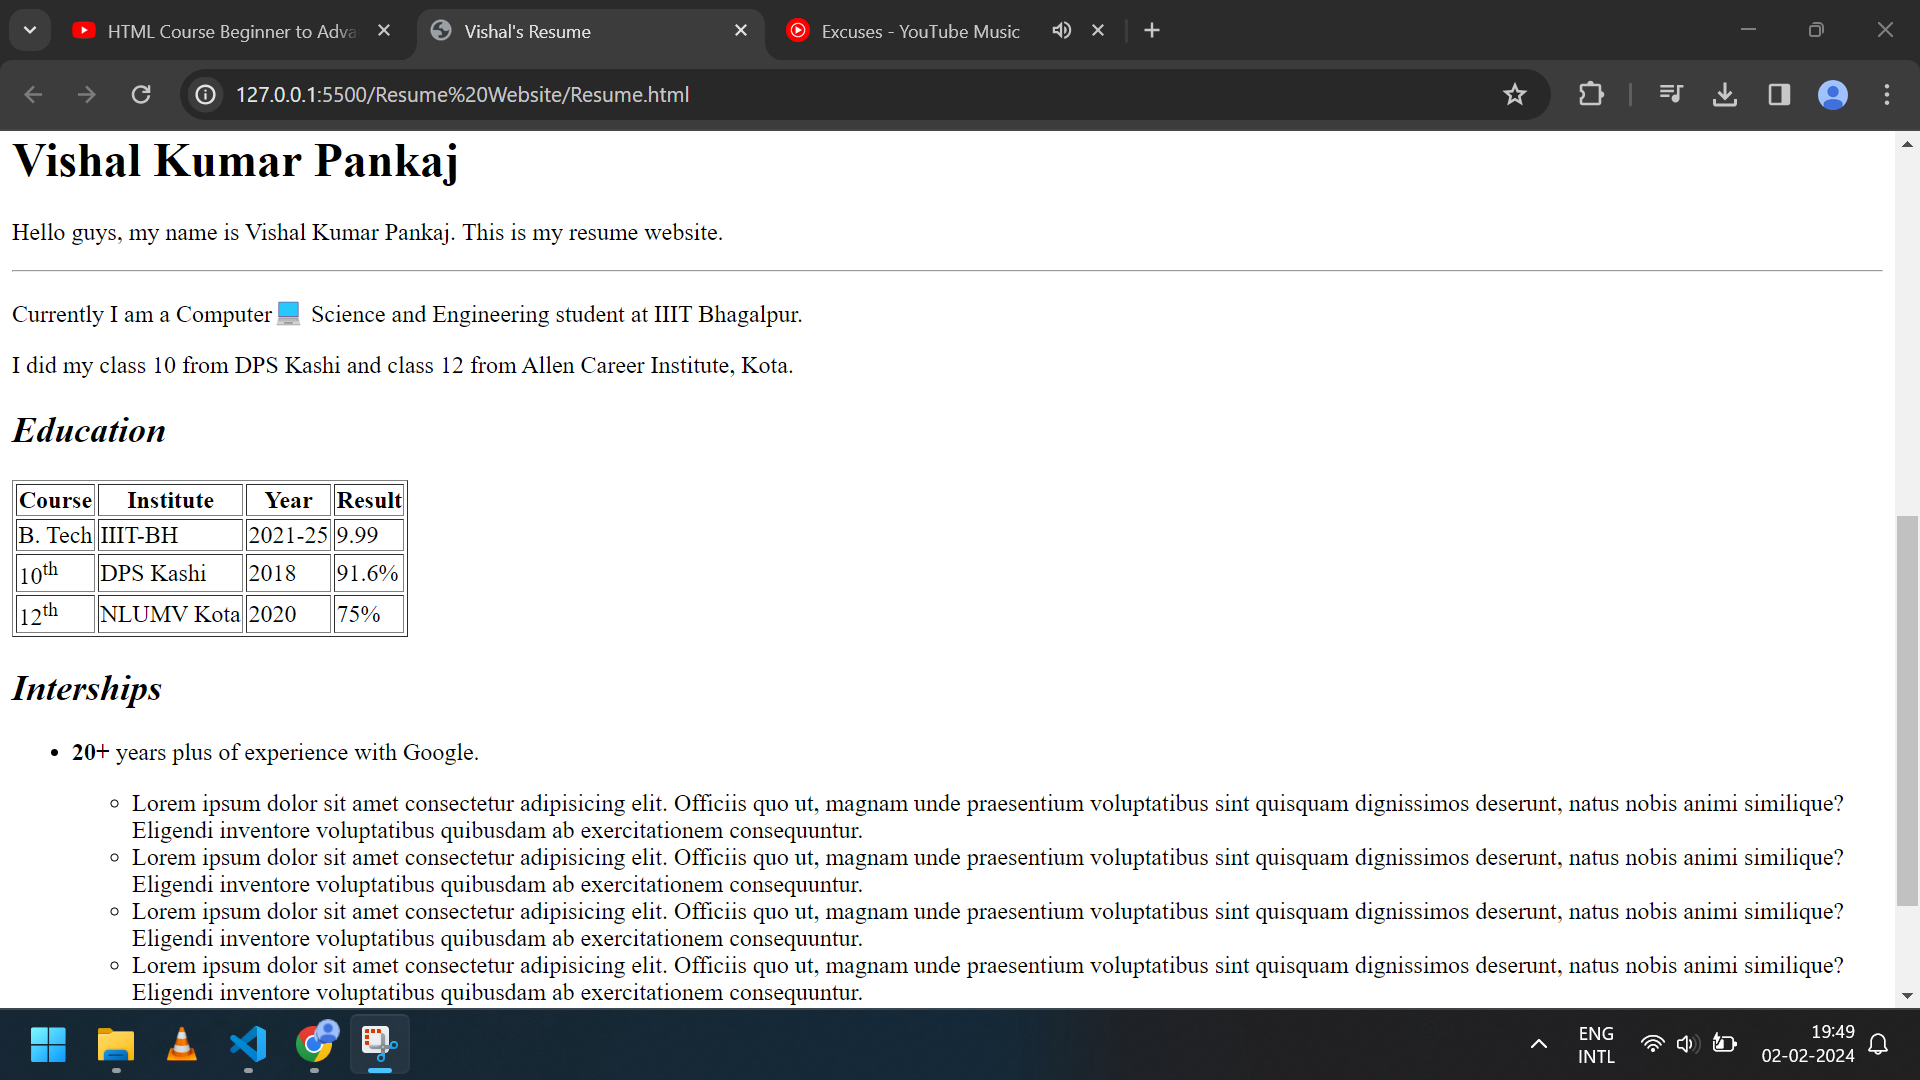 HTML Course Beginner to Adva
Vishal's Resume
Excuses - YouTube Music
127.0.0.1:5500/Resume%20Website/Resume.html
Vishal Kumar Pankaj
Hello guys, my name is Vishal Kumar Pankaj. This is my resume website.
Currently I am a Computer💻 Science and Engineering student at IIIT Bhagalpur.
I did my class 10 from DPS Kashi and class 12 from Allen Career Institute, Kota.
Education
Course Institute Year Result
B. Tech IIIT-BH 2021-25 9.99
10th DPS Kashi 2018 91.6%
12th NLUMV Kota 2020 75%
Interships
• 20+ years plus of experience with Google.
◦ Lorem ipsum dolor sit amet consectetur adipisicing elit. Officiis quo ut, magnam unde praesentium voluptatibus sint quisquam dignissimos deserunt, natus nobis animi similique?
Eligendi inventore voluptatibus quibusdam ab exercitationem consequuntur.
◦ Lorem ipsum dolor sit amet consectetur adipisicing elit. Officiis quo ut, magnam unde praesentium voluptatibus sint quisquam dignissimos deserunt, natus nobis animi similique?
Eligendi inventore voluptatibus quibusdam ab exercitationem consequuntur.
◦ Lorem ipsum dolor sit amet consectetur adipisicing elit. Officiis quo ut, magnam unde praesentium voluptatibus sint quisquam dignissimos deserunt, natus nobis animi similique?
Eligendi inventore voluptatibus quibusdam ab exercitationem consequuntur.
◦ Lorem ipsum dolor sit amet consectetur adipisicing elit. Officiis quo ut, magnam unde praesentium voluptatibus sint quisquam dignissimos deserunt, natus nobis animi similique?
Eligendi inventore voluptatibus quibusdam ab exercitationem consequuntur.
ENG
INTL
19:49
02-02-2024